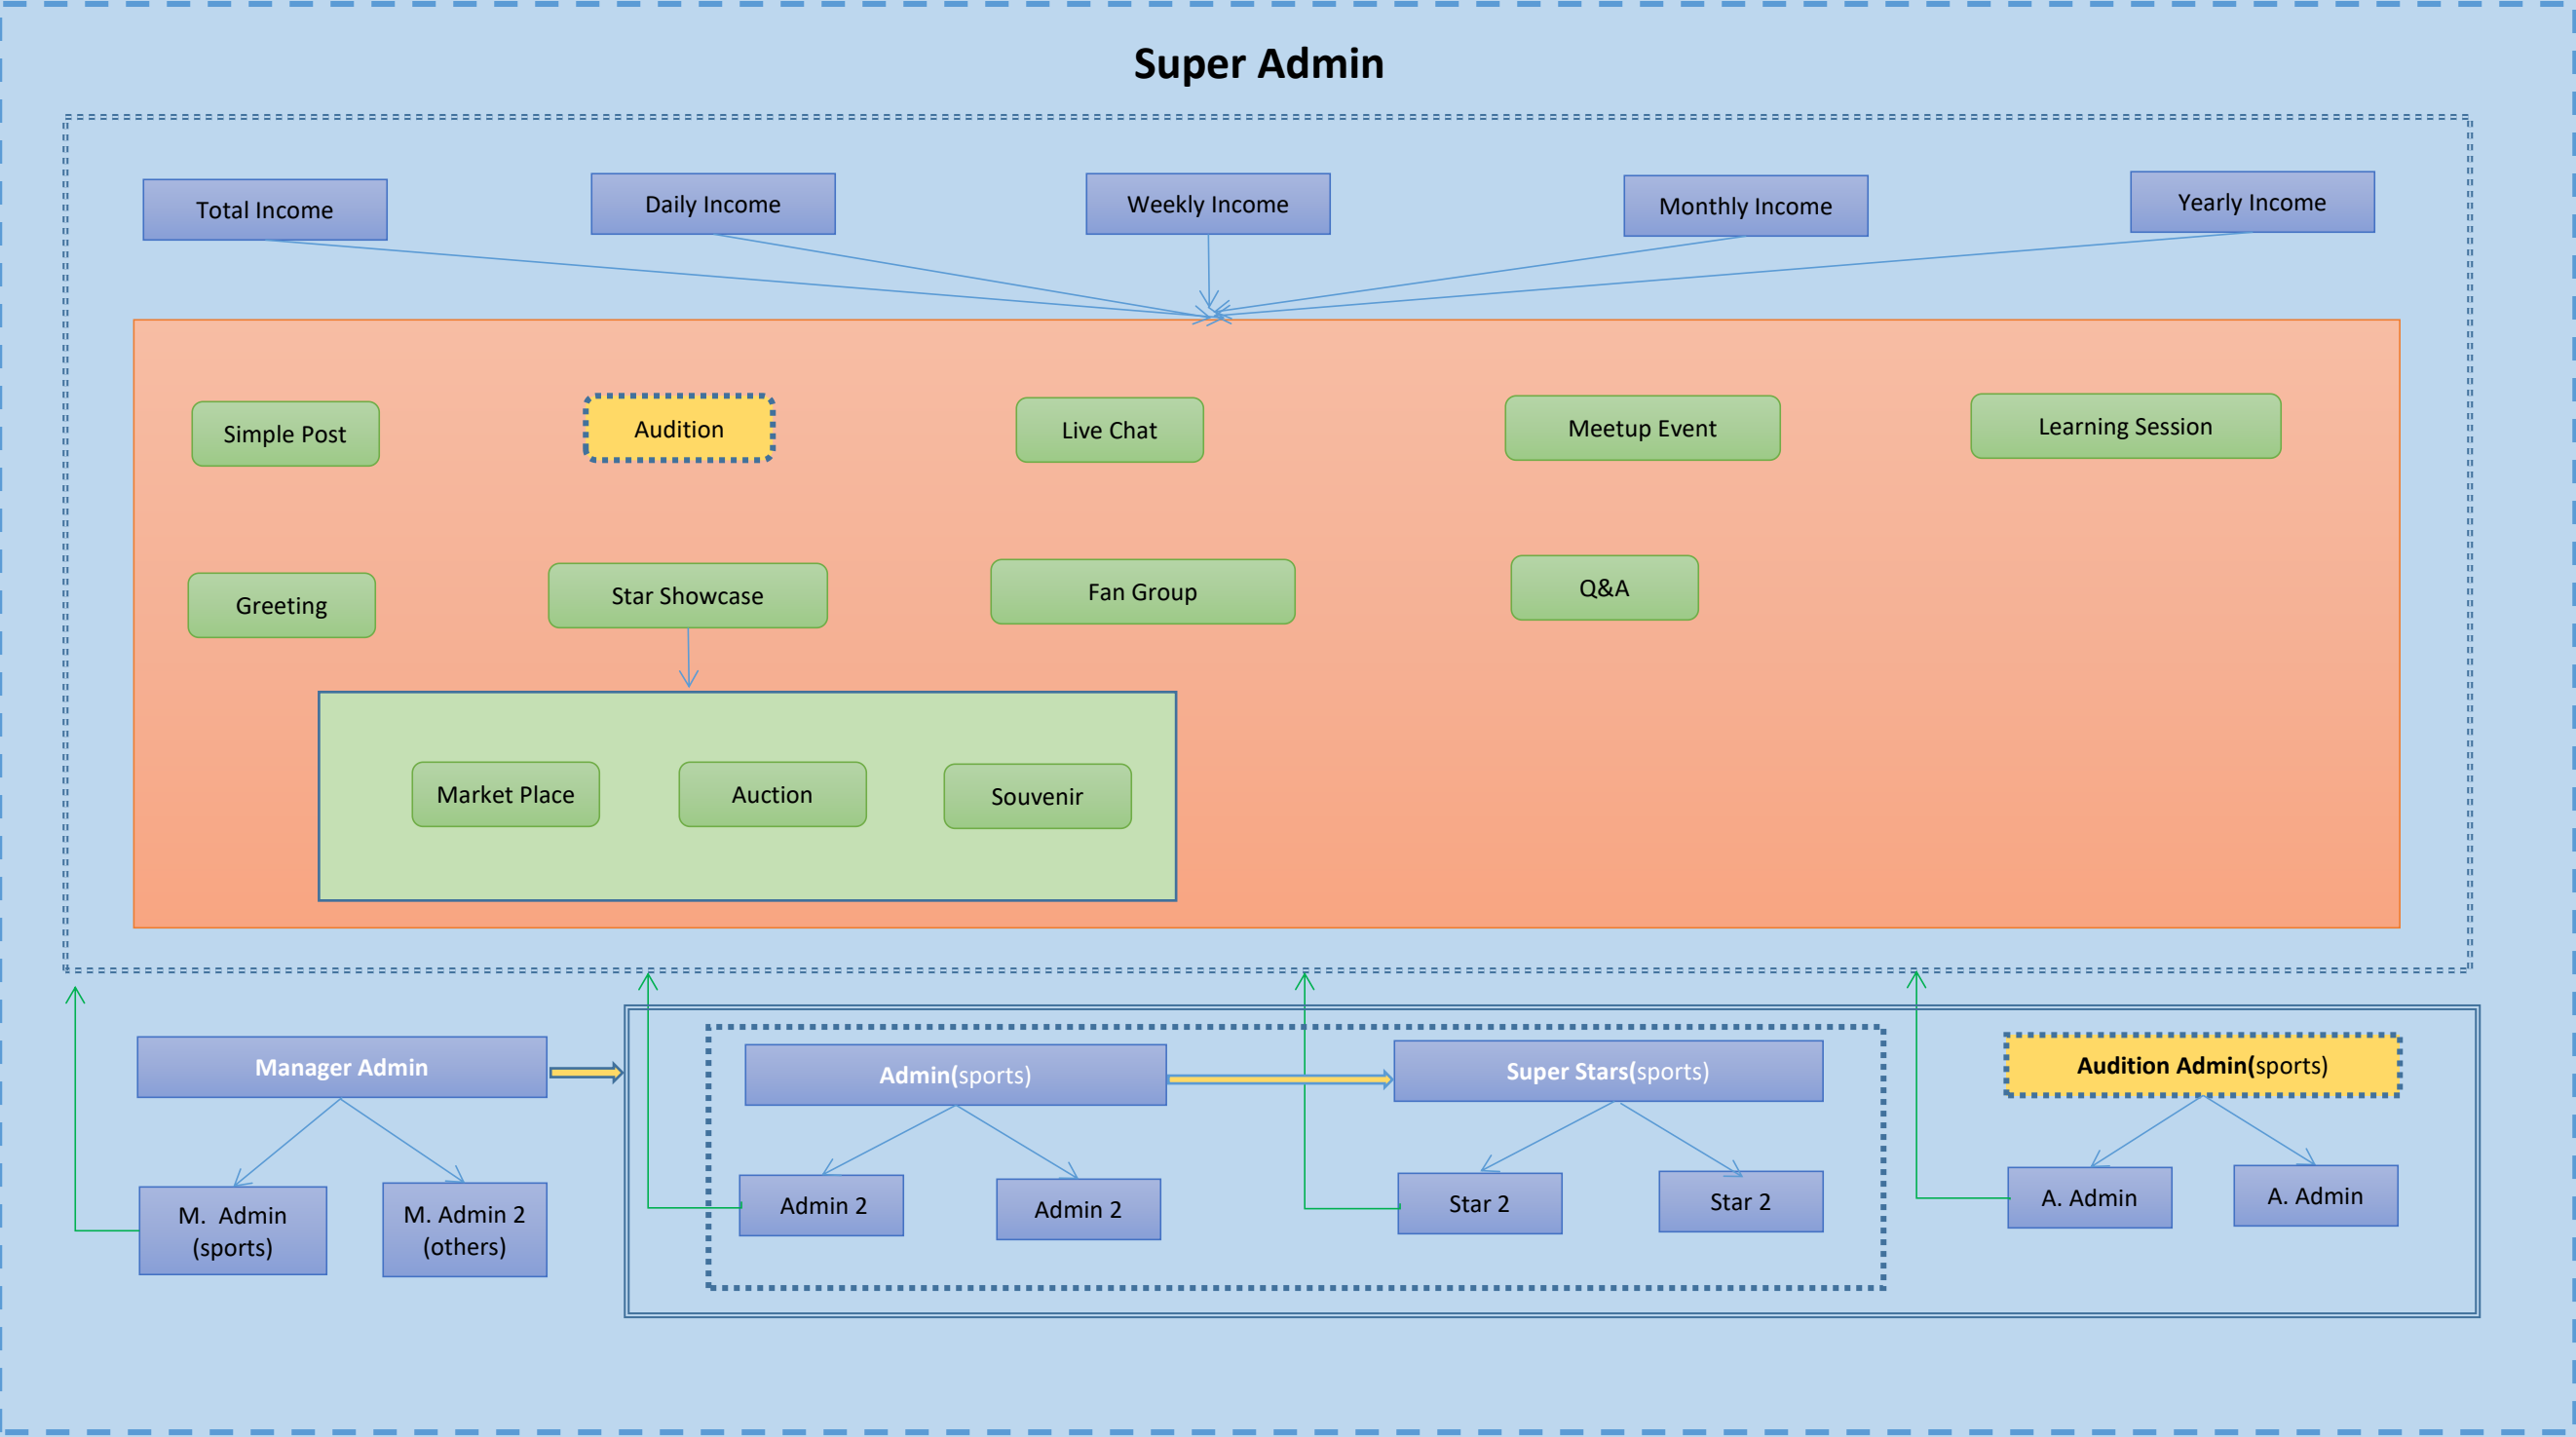 Super Admin
Total Income
Daily Income
Weekly Income
Monthly Income
Yearly Income
Simple Post
Audition
Live Chat
Meetup Event
Learning Session
Greeting
Star Showcase
Fan Group
Q&A
Market Place
Auction
Souvenir
Manager Admin
Admin(sports)
Super Stars(sports)
Audition Admin(sports)
M. Admin
(sports)
M. Admin 2
(others)
Admin 2
Admin 2
Star 2
Star 2
A. Admin
A. Admin